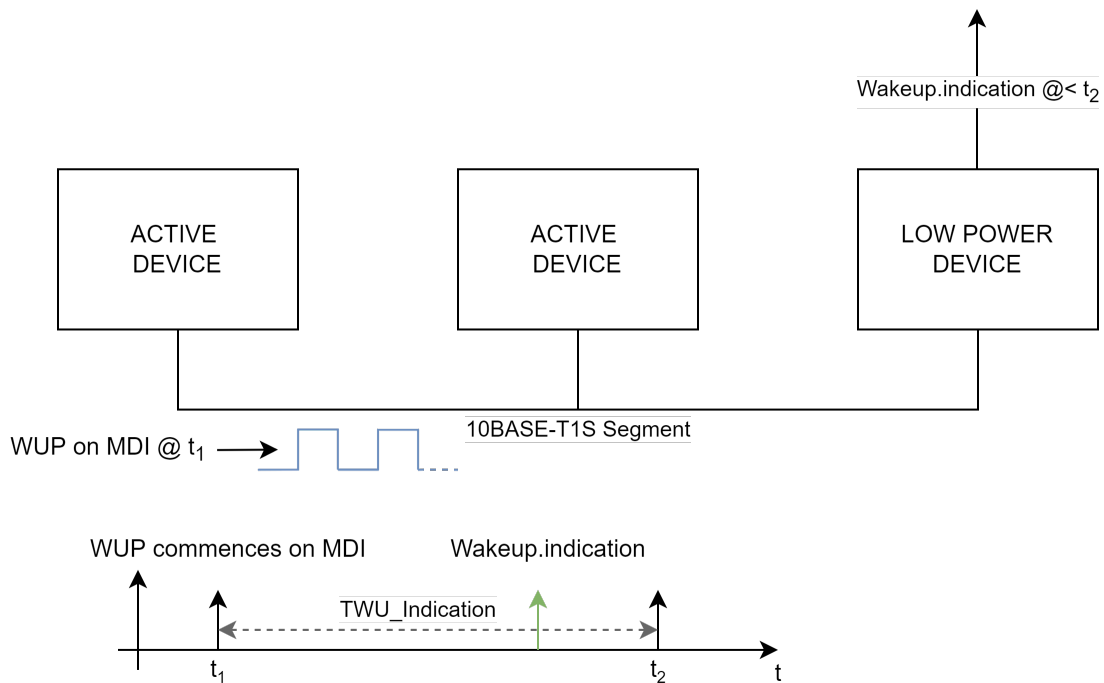 Wakeup.indication @< t2
ACTIVE
DEVICE
ACTIVE
DEVICE
LOW POWER
DEVICE
10BASE-T1S Segment
WUP on MDI @ t1
WUP commences on MDI
Wakeup.indication
TWU_Indication
t1
t2
t